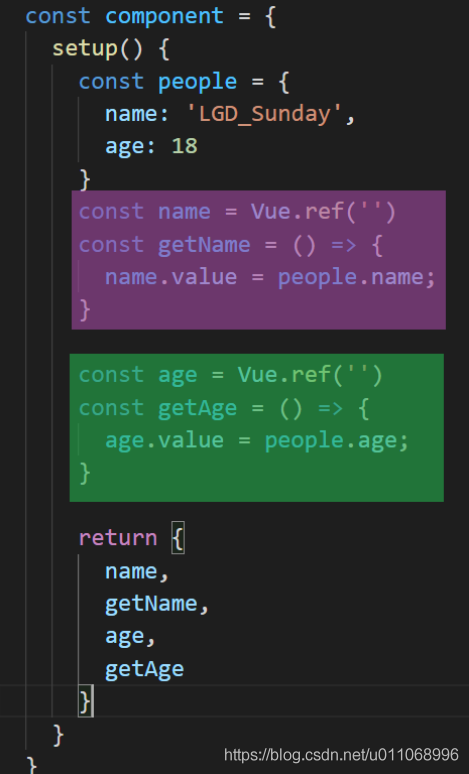 const component = {
  setup() {
    const people = {
      name: 'LGD_Sunday',
      age: 18
    }
    const name = Vue.ref('')
    const getName = () => {
      name.value = people.name;
    }
    const age = Vue.ref('')
    const getAge = () => {
      age.value = people.age;
    }
    return {
      name,
      getName,
      age,
      getAge
    }
  }
}
https://blog.csdn.net/u011068996